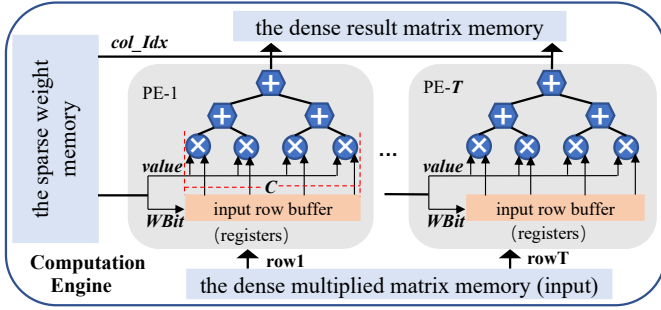 the dense result matrix memory
col_Idx
the sparse weight
memory
PE-1
PE-T
value
C
...
value
WBit
input row buffer
(registers)
WBit
input row buffer
(registers)
Computation
Engine
row1
rowT
the dense multiplied matrix memory (input)